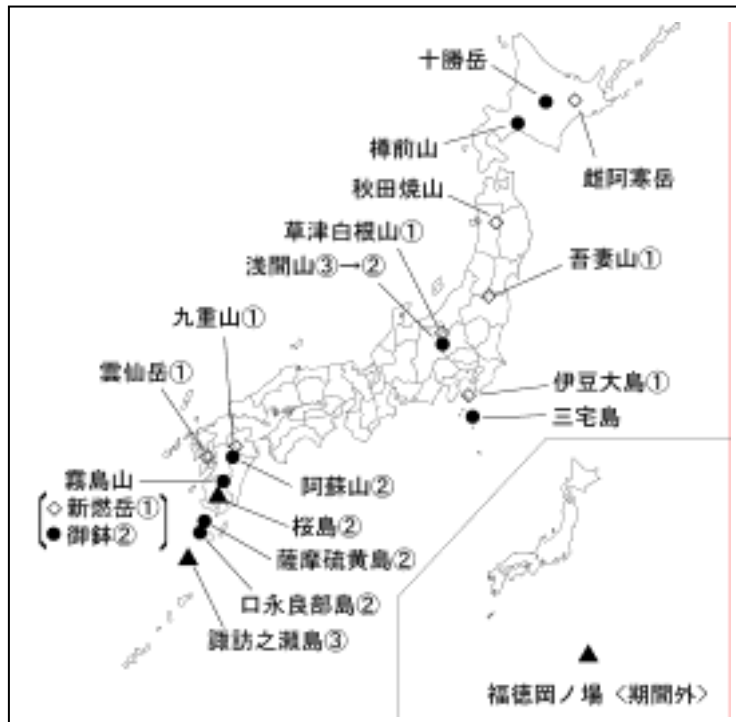 十勝岳
樽前山
雌阿寒岳
秋田焼山
草津白根山①
浅間山③→②
吾妻山①
九重山①
雲仙岳①
伊豆大島①
三宅島
霧島山
◇新燃岳①
●御鉢②
阿蘇山②
桜島②
薩摩硫黄島②
口永良部島②
諏訪之瀬島③
福徳岡ノ場〈期間外〉